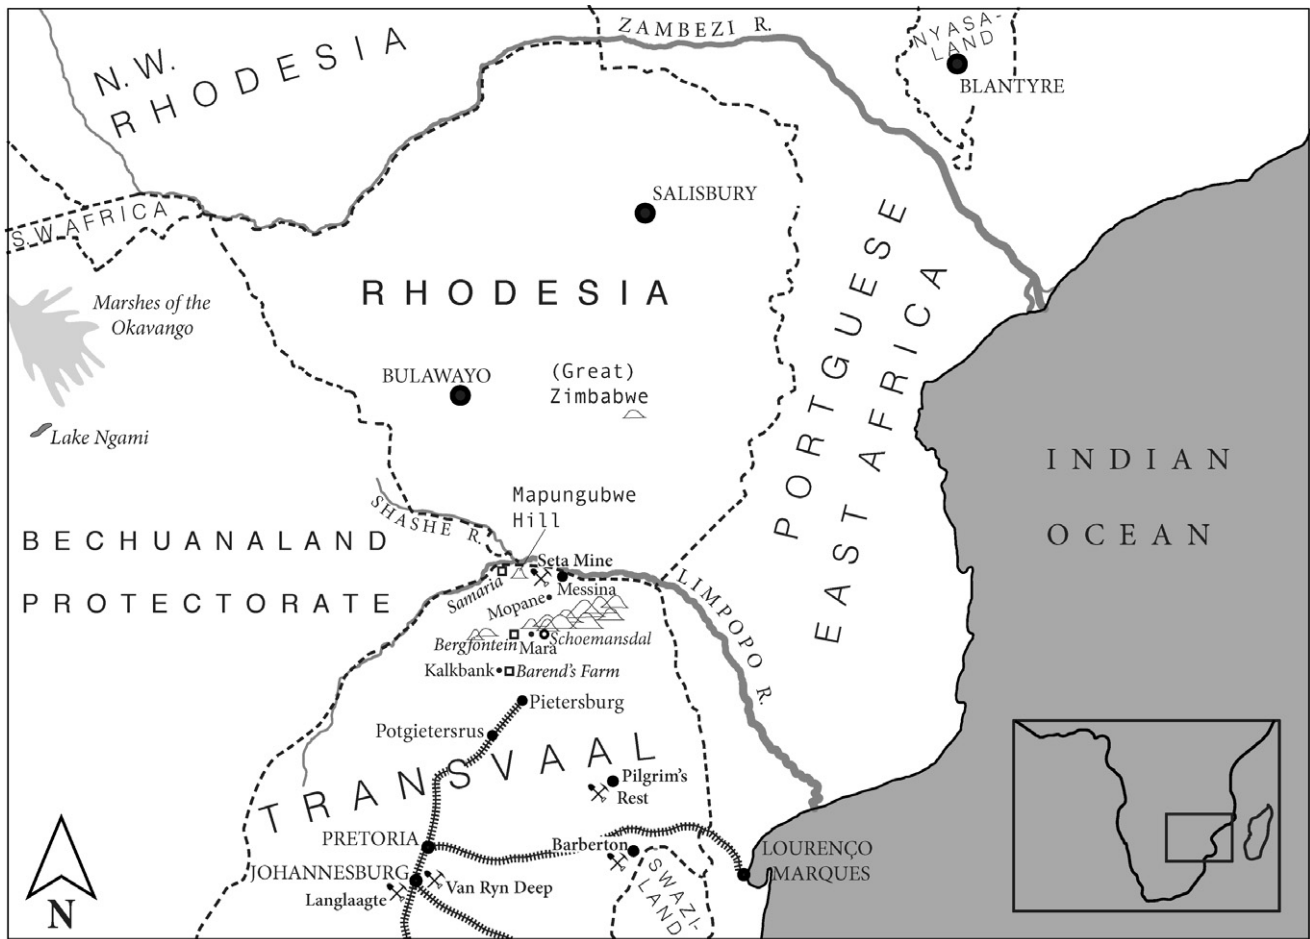 ZAMBEZI R.
NYASA-
LAND
BLANTYRE
N.W.
RHODESIA
SALISBURY
S.W.AFRICA
PORTGUESE
EAST AFRICA
RHODESIA
Marshes of the
Okavango
BULAWAYO
(Great)
Zimbabwe
Lake Ngami
INDIAN
OCEAN
Mapungubwe
Hill
SHASHE R.
BECHUANALAND
PROTECTORATE
Seta Mine
Samaria
Messina
Mopane
LIMPOPO R.
Bergfontein
Mara
Schoemansdal
Kalkbank
Barend's Farm
Pietersburg
Potgietersrus
TRANSVAAL
Pilgrim's
Rest
PRETORIA
Barberton
LOURENÇO
MARQUES
JOHANNESBURG
Van Ryn Deep
Langlaagte
SWAZI-
LAND
N